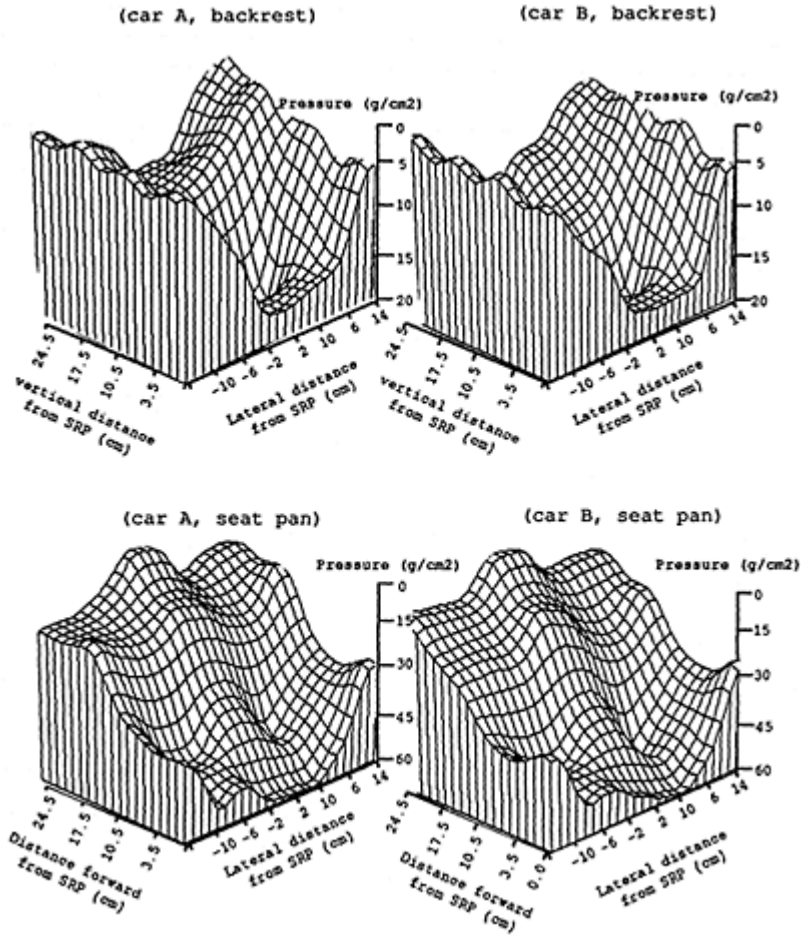 (car A, backrest)
(car B, backrest)
Pressure (g/cm2)
0
5
10
15
20
24.5
17.5
10.5
3.5
vertical distance
from SRP (cm)
-10 -6 -2 2 10 6 14
Lateral distance
from SRP (cm)
Pressure (g/cm2)
0
5
10
15
20
24.5
17.5
10.5
3.5
vertical distance
from SRP (cm)
-10 -6 -2 2 10 6 14
Lateral distance
from SRP (cm)
(car A, seat pan)
(car B, seat pan)
Pressure (g/cm2)
0
15
30
45
60
24.5
17.5
10.5
3.5
Distance forward
from SRP (cm)
-10 -6 -2 2 10 6 14
Lateral distance
from SRP (cm)
Pressure (g/cm2)
0
15
30
45
60
24.5
17.5
10.5
3.5
0.0
Distance forward
from SRP (cm)
-10 -6 -2 2 10 6 14
Lateral distance
from SRP (cm)